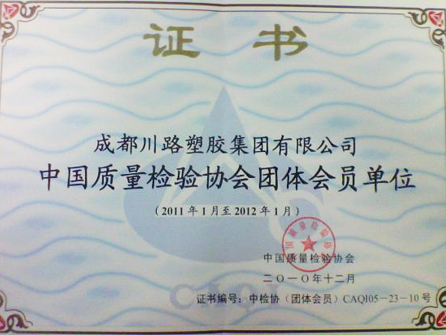 证书
成都川路塑胶集团有限公司
中国质量检验协会团体会员单位
(2011年1月至2012年1月)
中国质量检验协会
二〇一〇年十二月
证书编号:中检协(团体会员)CAQI05-23-10号